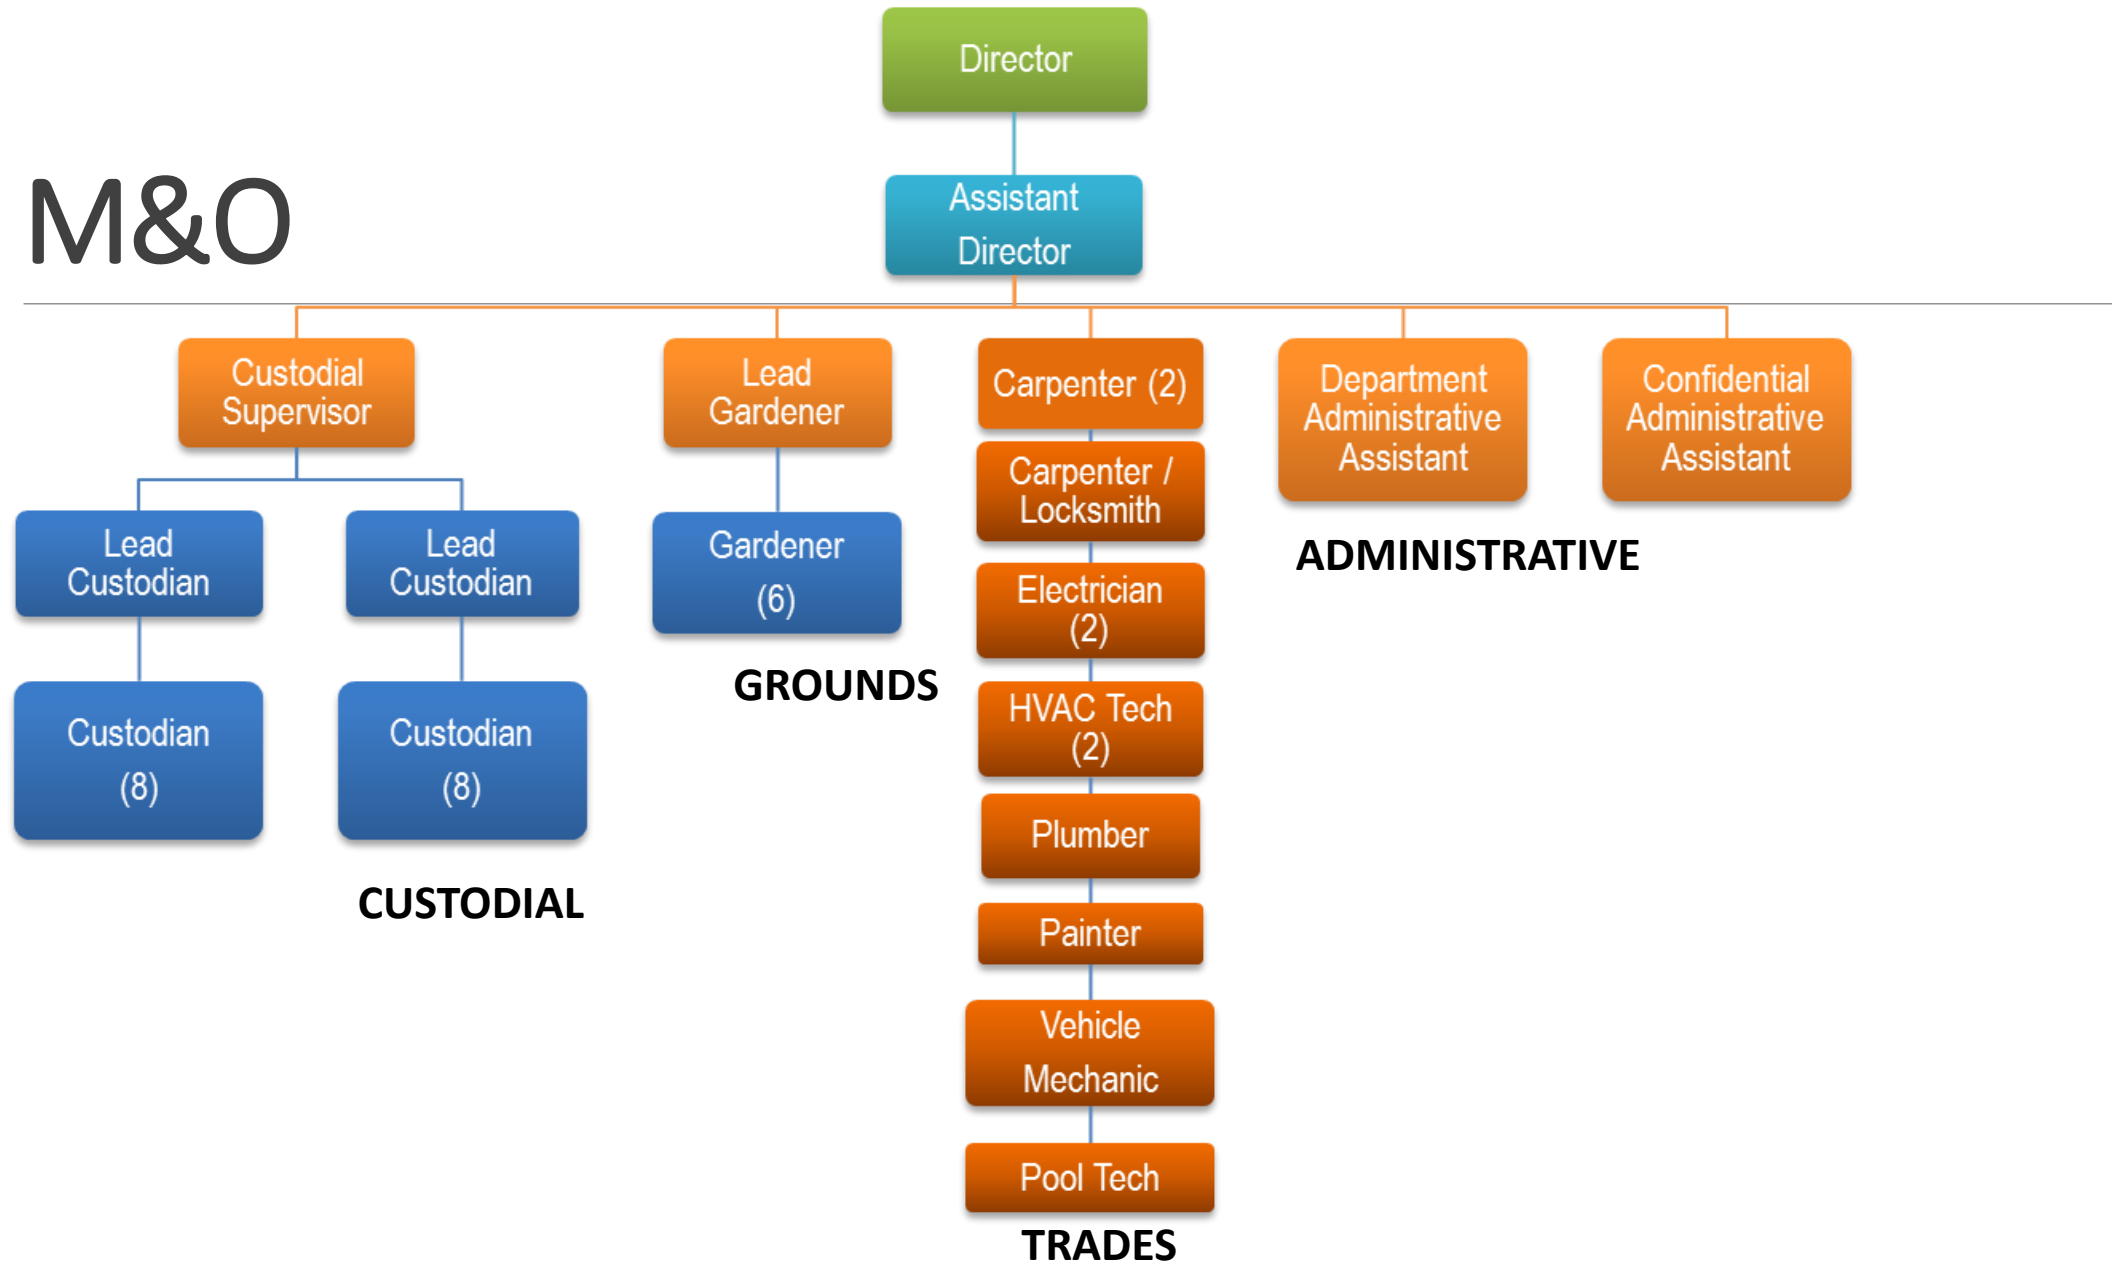 Director
Assistant
Director
M&O
Custodial
Supervisor
Lead
Gardener
Carpenter (2)
Department
Administrative
Assistant
Confidential
Administrative
Assistant
Lead
Custodian
Lead
Custodian
Custodian
(8)
Custodian
(8)
CUSTODIAL
Gardener
(6)
GROUNDS
Carpenter /
Locksmith
Electrician
(2)
HVAC Tech
(2)
Plumber
Painter
Vehicle
Mechanic
Pool Tech
TRADES
ADMINISTRATIVE